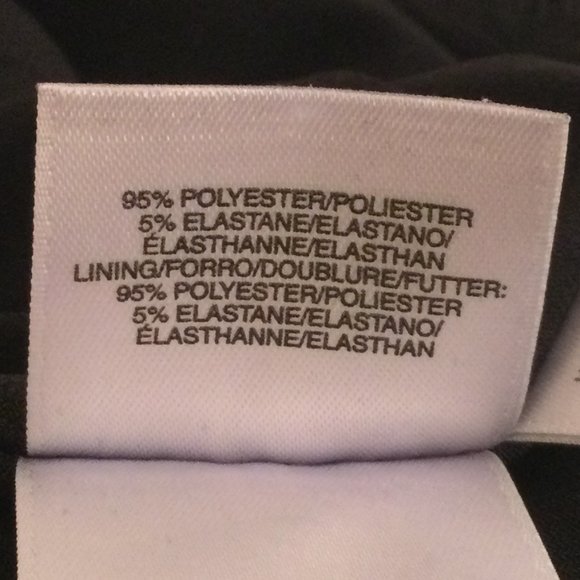 95% POLYESTER/POLIESTER
5% ELASTANE/ELASTANO/
ÉLASTHANNE/ELASTHAN
LINING/FORRO/DOUBLURE/FUTTER:
95% POLYESTER/POLIESTER
5% ELASTANE/ELASTANO/
ÉLASTHANNE/ELASTHAN